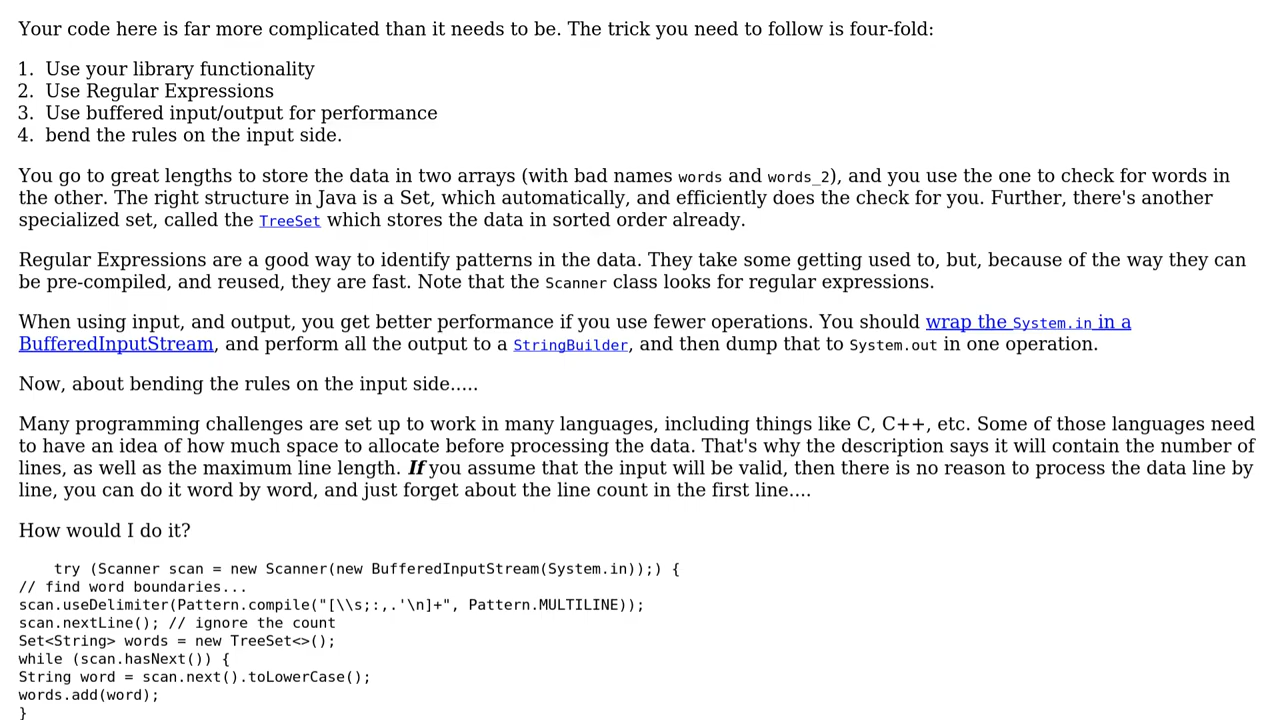 Your code here is far more complicated than it needs to be. The trick you need to follow is four-fold:
1. Use your library functionality
2. Use Regular Expressions
3. Use buffered input/output for performance
4. bend the rules on the input side.
You go to great lengths to store the data in two arrays (with bad names words and words_2), and you use the one to check for words in
the other. The right structure in Java is a Set, which automatically, and efficiently does the check for you. Further, there's another
specialized set, called the TreeSet which stores the data in sorted order already.
Regular Expressions are a good way to identify patterns in the data. They take some getting used to, but, because of the way they can
be pre-compiled, and reused, they are fast. Note that the Scanner class looks for regular expressions.
When using input, and output, you get better performance if you use fewer operations. You should wrap the System.in in a
BufferedInputStream, and perform all the output to a StringBuilder, and then dump that to System.out in one operation.
Now, about bending the rules on the input side.....
Many programming challenges are set up to work in many languages, including things like C, C++, etc. Some of those languages need
to have an idea of how much space to allocate before processing the data. That's why the description says it will contain the number of
lines, as well as the maximum line length. If you assume that the input will be valid, then there is no reason to process the data line by
line, you can do it word by word, and just forget about the line count in the first line....
How would I do it?
try (Scanner scan = new Scanner(new BufferedInputStream(System.in));) {
// find word boundaries...
scan.useDelimiter(Pattern.compile("[\\s;:,.'\n]+", Pattern.MULTILINE));
scan.nextLine(); // ignore the count
Set<String> words = new TreeSet<>();
while (scan.hasNext()) {
String word = scan.next().toLowerCase();
words.add(word);
}